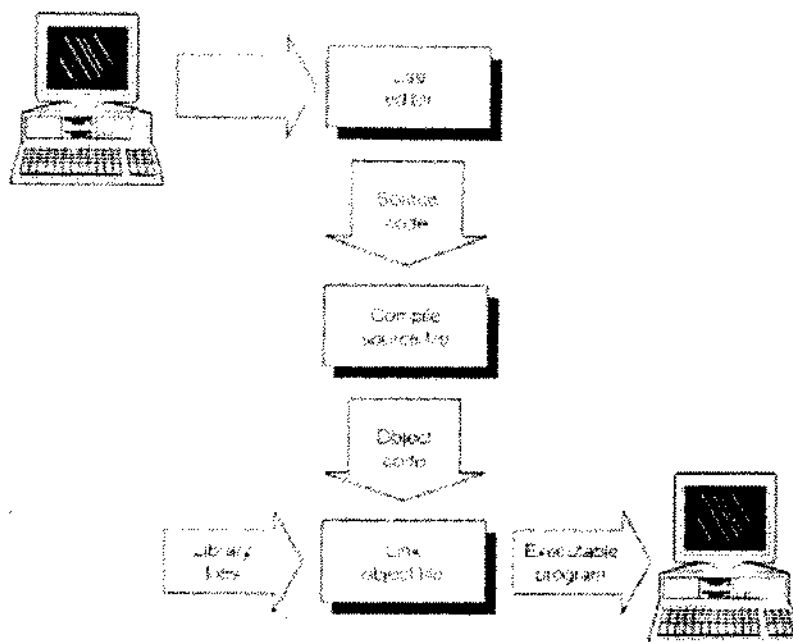 Use
editor
Source
code
Compile
source file
Object
code
Library
files
Link
object file
Executable
program